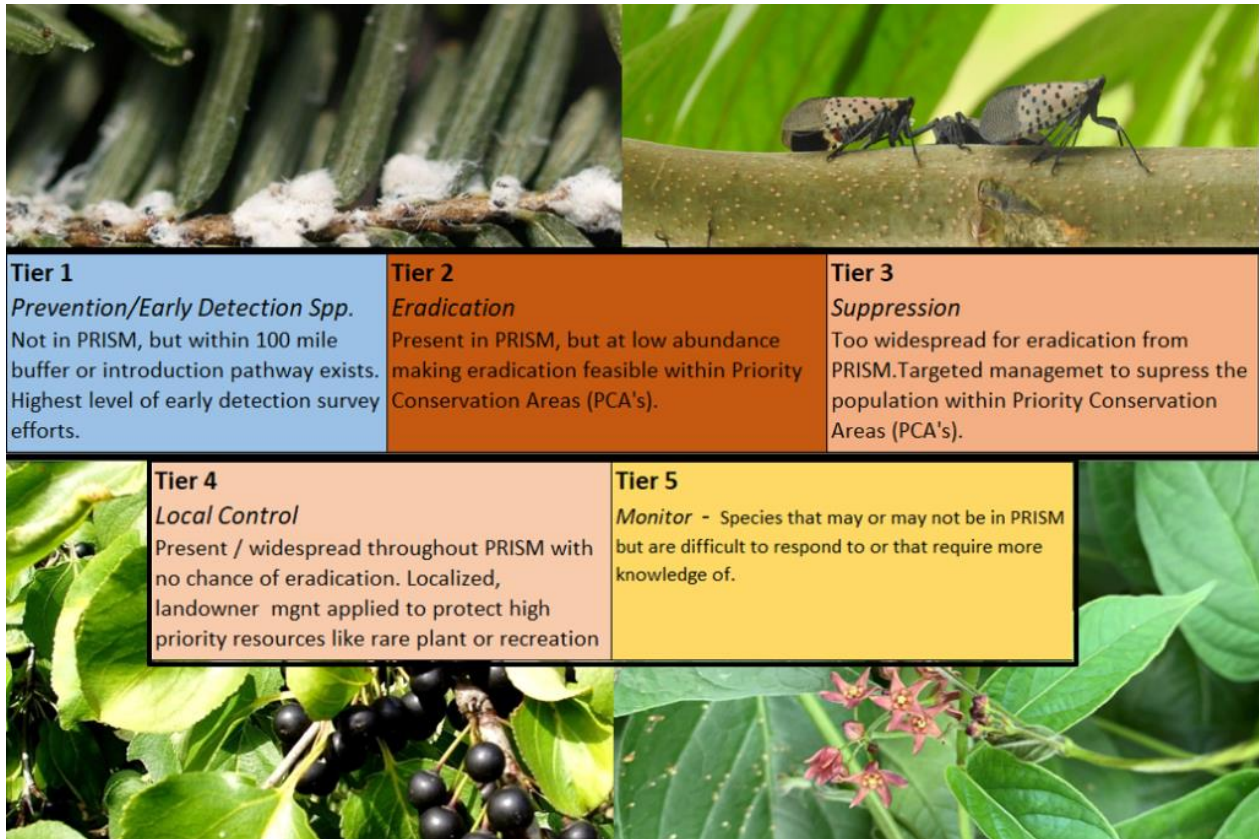 Tier 1
Prevention/Early Detection Spp.
Not in PRISM, but within 100 mile
buffer or introduction pathway exists.
Highest level of early detection survey
efforts.
Tier 2
Eradication
Present in PRISM, but at low abundance
making eradication feasible within Priority
Conservation Areas (PCA's).
Tier 3
Suppression
Too widespread for eradication from
PRISM.Targeted managemet to supress the
population within Priority Conservation
Areas (PCA's).
Tier 4
Local Control
Present / widespread throughout PRISM with
no chance of eradication. Localized,
landowner mgnt applied to protect high
priority resources like rare plant or recreation
Tier 5
Monitor - Species that may or may not be in PRISM
but are difficult to respond to or that require more
knowledge of.